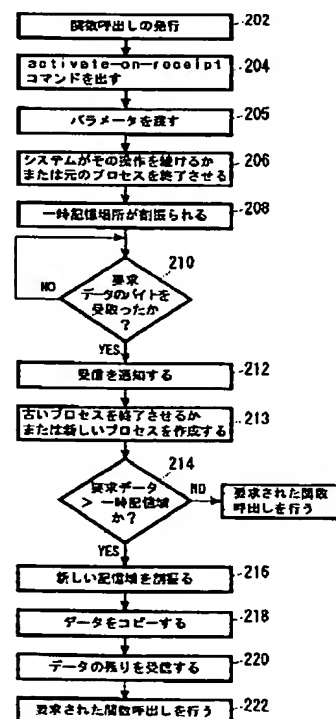 関数呼出しの発行
202
activate-on-receipt
コマンドを出す
204
パラメータを渡す
205
システムがその操作を続けるか
または元のプロセスを終了させる
206
一時記憶場所が割振られる
208
210
要求
データのバイトを
受取ったか
?
NO
YES
受信を通知する
212
古いプロセスを終了させるか
または新しいプロセスを作成する
213
214
要求データ
> 一時記憶域
か?
NO
要求された関数
呼出しを行う
YES
新しい記憶域を割振る
216
データをコピーする
218
データの残りを受信する
220
要求された関数呼出しを行う
222